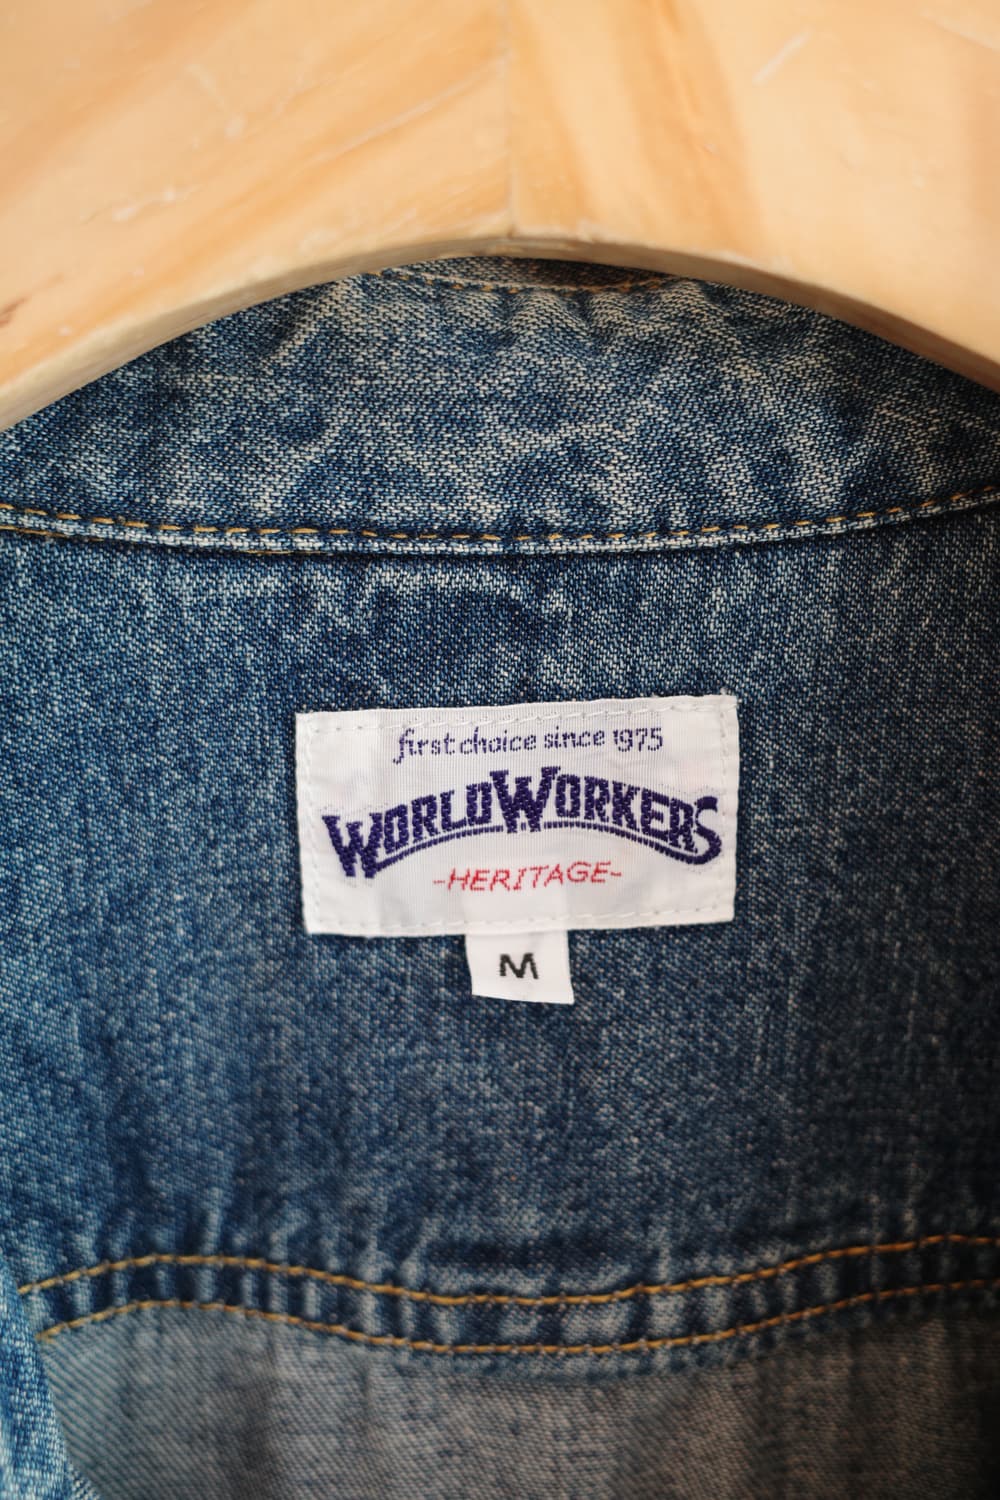 first choice since 1975
WORLD WORKERS
-HERITAGE-
M